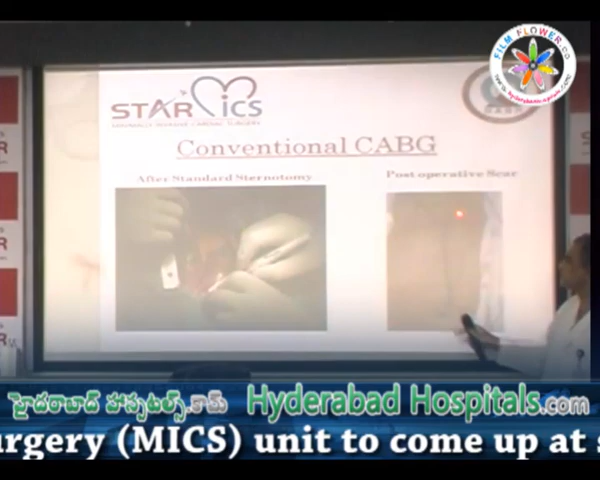 FILM FLOWER.CO
STAR MICS
MINIMALLY INVASIVE CARDIAC SURGERY
Conventional CABG
After Standard Sternotomy
Post operative Scar
హైదరాబాద్ హాస్పటల్స్.కామ్
Hyderabad Hospitals.com
urgery (MICS) unit to come up at s